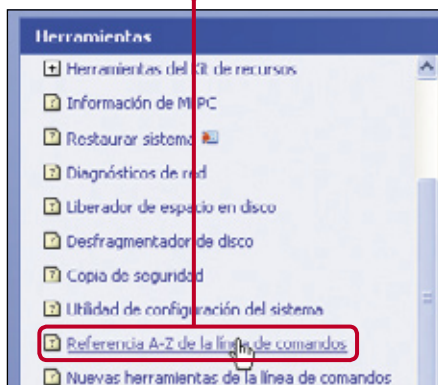 Herramientas
Herramientas del Kit de recursos
Información de Mi PC
Restaurar sistema
Diagnósticos de red
Liberador de espacio en disco
Desfragmentador de disco
Copia de seguridad
Utilidad de configuración del sistema
Referencia A-Z de la línea de comandos
Nuevas herramientas de la línea de comandos